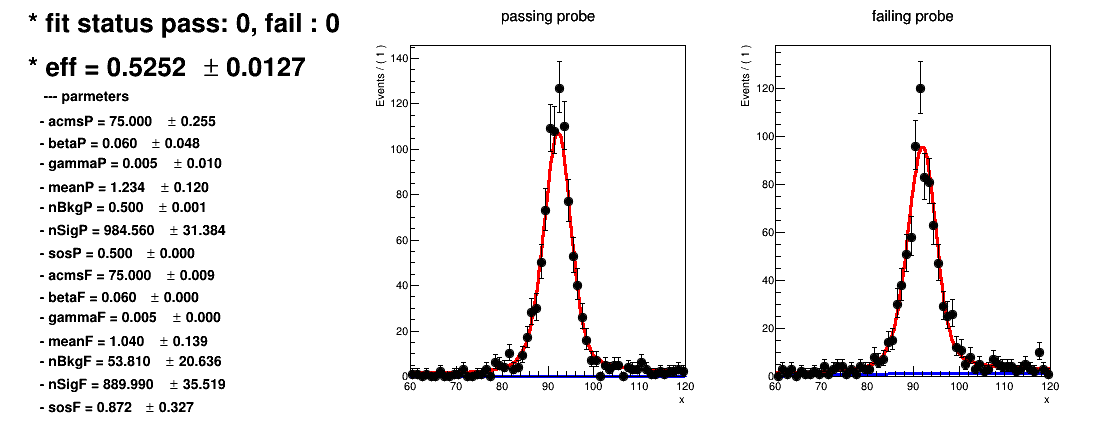 * fit status pass: 0, fail : 0
* eff = 0.5252 ± 0.0127
--- parmeters
- acmsP = 75.000 ± 0.255
- betaP = 0.060 ± 0.048
- gammaP = 0.005 ± 0.010
- meanP = 1.234 ± 0.120
- nBkgP = 0.500 ± 0.001
- nSigP = 984.560 ± 31.384
- sosP = 0.500 ± 0.000
- acmsF = 75.000 ± 0.009
- betaF = 0.060 ± 0.000
- gammaF = 0.005 ± 0.000
- meanF = 1.040 ± 0.139
- nBkgF = 53.810 ± 20.636
- nSigF = 889.990 ± 35.519
- sosF = 0.872 ± 0.327
passing probe
Events / ( 1 )
140
120
100
80
60
40
20
0
60 70 80 90 100 110 120
x
failing probe
Events / ( 1 )
120
100
80
60
40
20
0
60 70 80 90 100 110 120
x